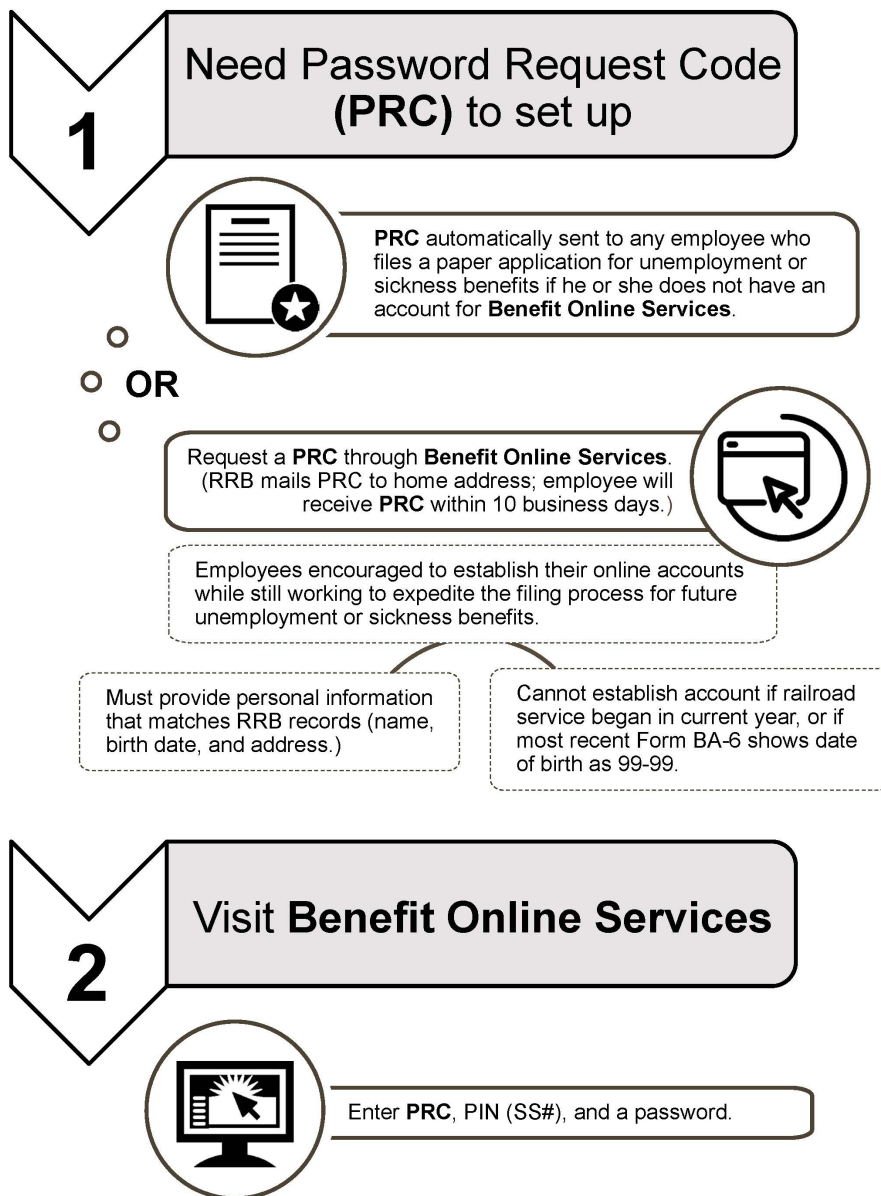 1
Need Password Request Code
(PRC) to set up
PRC automatically sent to any employee who
files a paper application for unemployment or
sickness benefits if he or she does not have an
account for Benefit Online Services.
OR
Request a PRC through Benefit Online Services.
(RRB mails PRC to home address; employee will
receive PRC within 10 business days.)
Employees encouraged to establish their online accounts
while still working to expedite the filing process for future
unemployment or sickness benefits.
Must provide personal information
that matches RRB records (name,
birth date, and address.)
Cannot establish account if railroad
service began in current year, or if
most recent Form BA-6 shows date
of birth as 99-99.
2
Visit Benefit Online Services
Enter PRC, PIN (SS#), and a password.